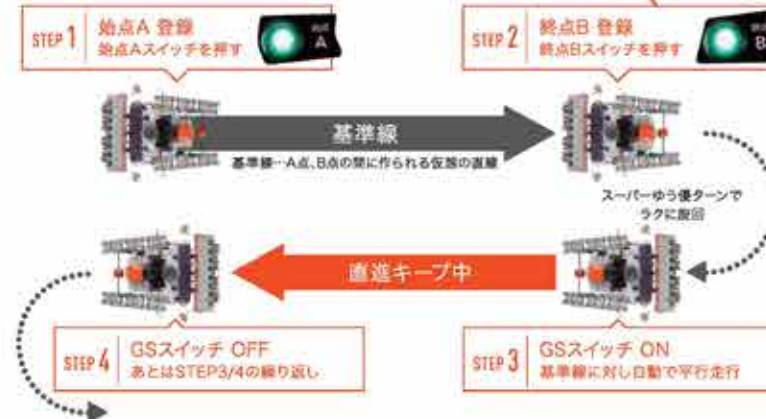 STEP 1
始点A 登録
始点Aスイッチを押す
始点
A
STEP 2
終点B 登録
終点Bスイッチを押す
B
基準線
基準線…A点、B点の間に作られる仮想の直線
スーパーゆう優ターンで
ラクに旋回
直進キープ中
STEP 4
GSスイッチ OFF
あとはSTEP3/4の繰り返し
STEP 3
GSスイッチ ON
基準線に対し自動で平行走行